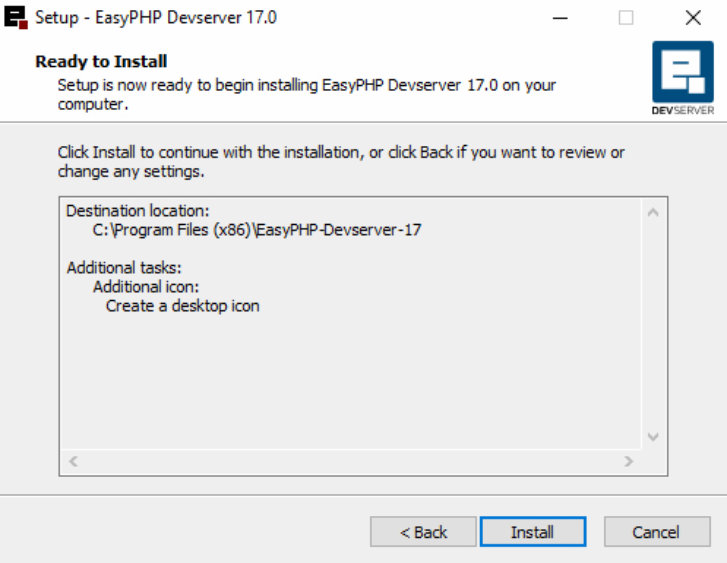 Setup - EasyPHP Devserver 17.0
Ready to Install
Setup is now ready to begin installing EasyPHP Devserver 17.0 on your
computer.
DEVSERVER
Click Install to continue with the installation, or click Back if you want to review or
change any settings.
Destination location:
C:\Program Files (x86)\EasyPHP-Devserver-17
Additional tasks:
Additional icon:
Create a desktop icon
< Back
Install
Cancel